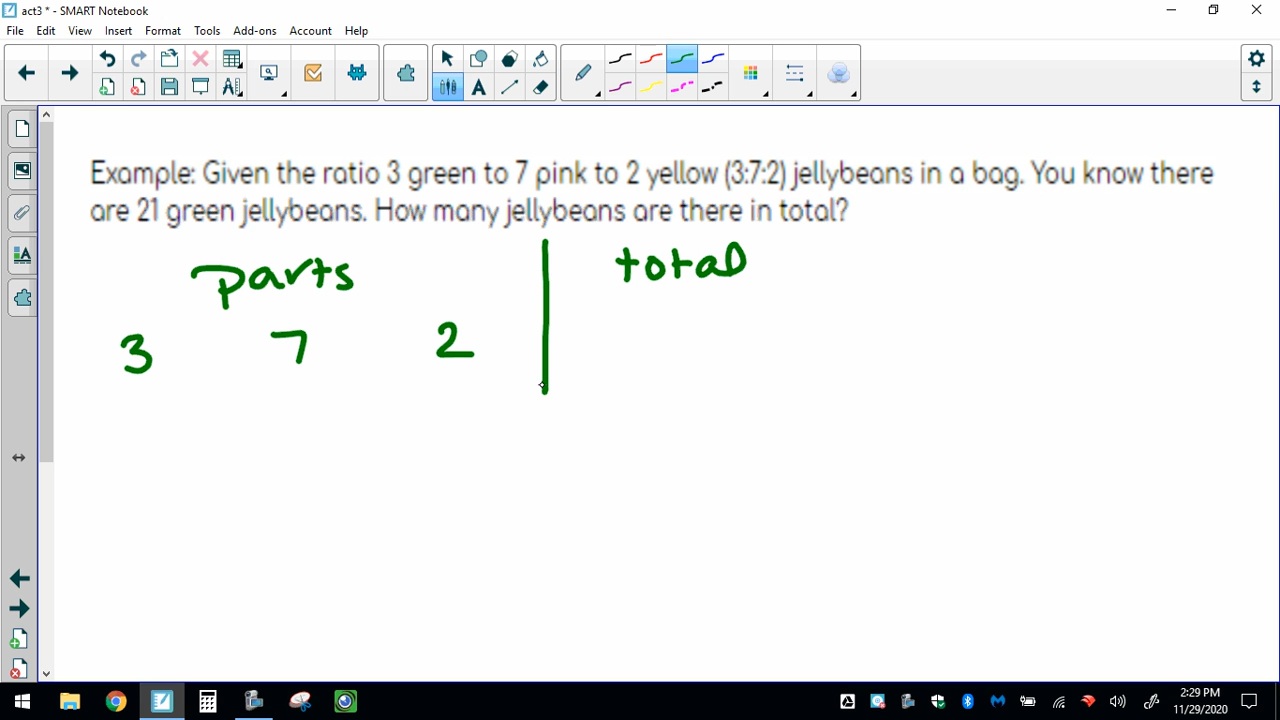 act3 * - SMART Notebook
File Edit View Insert Format Tools Add-ons Account Help
Example: Given the ratio 3 green to 7 pink to 2 yellow (3:7:2) jellybeans in a bag. You know there
are 21 green jellybeans. How many jellybeans are there in total?
parts total
3 7 2
2:29 PM
11/29/2020